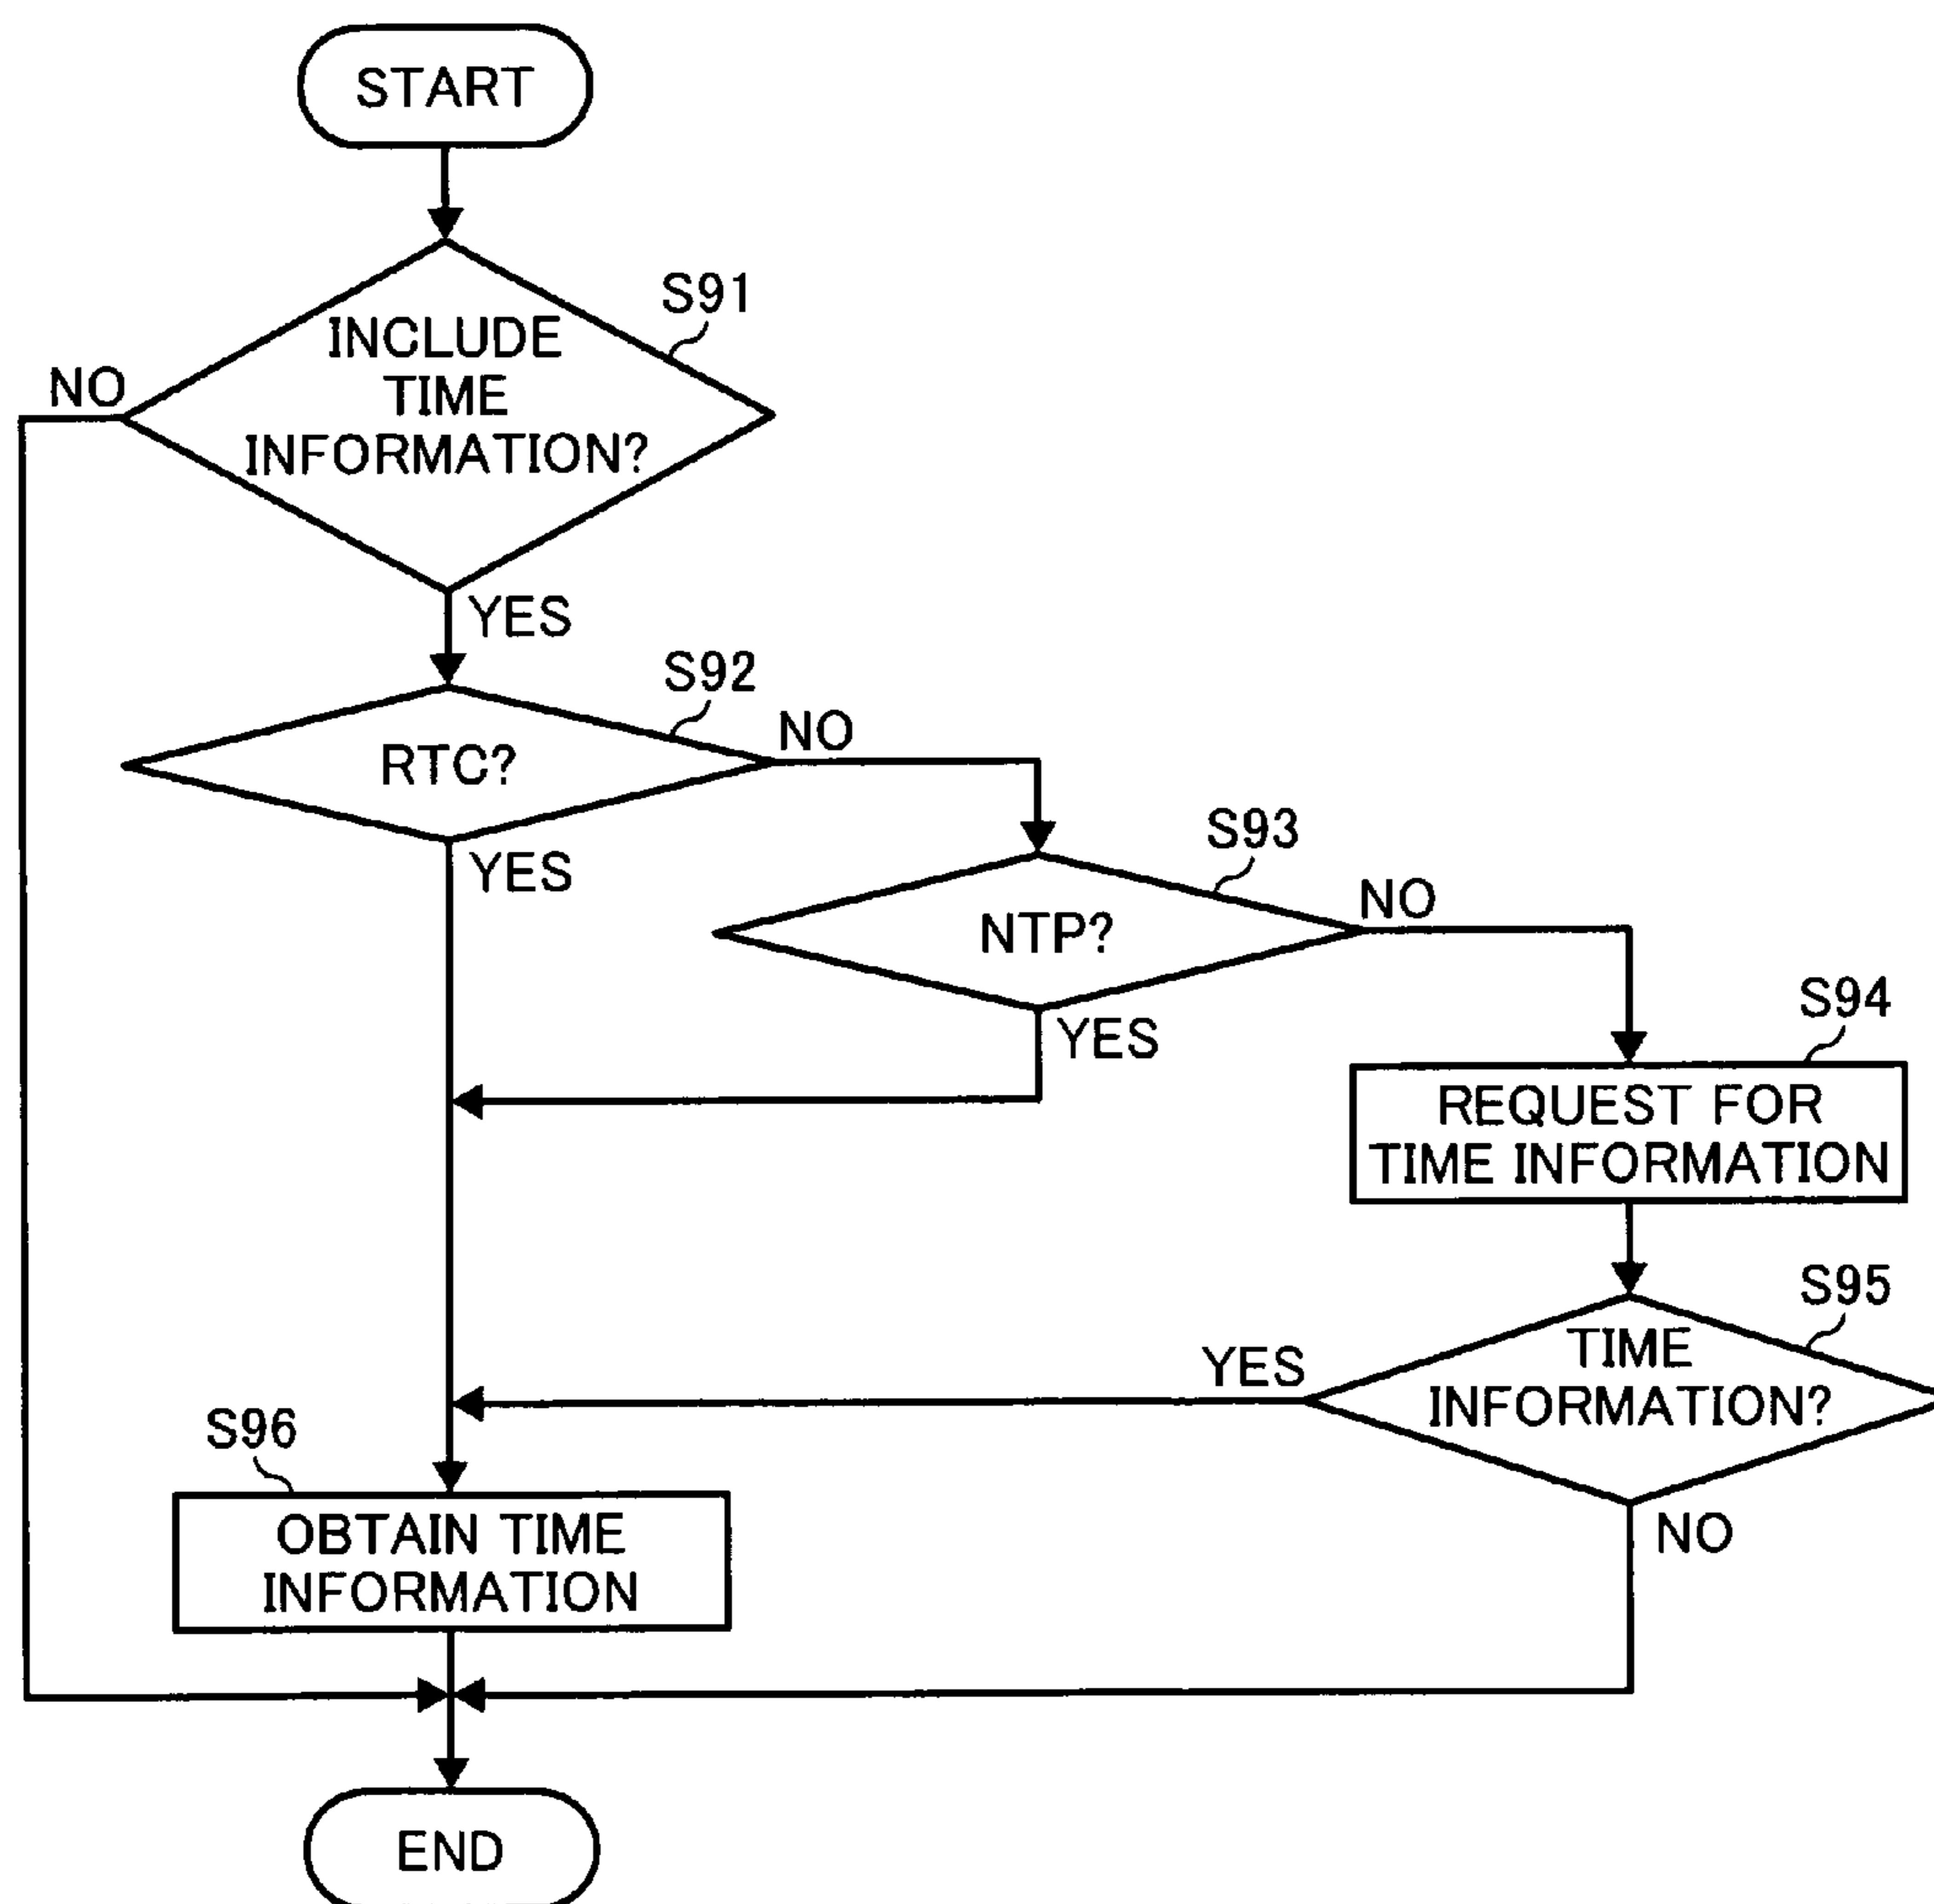 START
S91
INCLUDE
TIME
INFORMATION?
NO
YES
S92
RTC?
NO
YES
S93
NTP?
NO
YES
S94
REQUEST FOR
TIME INFORMATION
S95
TIME
INFORMATION?
YES
NO
S96
OBTAIN TIME
INFORMATION
END